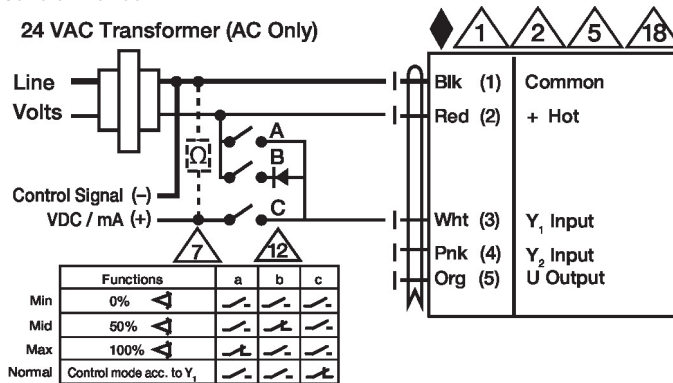 24 VAC Transformer (AC Only)
1 2 5 18
Line
Volts
Blk (1) Common
Red (2) + Hot
A
Ω
B
Control Signal (–)
VDC / mA (+)
C
Wht (3) Y₁ Input
Pnk (4) Y₂ Input
Org (5) U Output
7 12
Functions a b c
Min 0%
Mid 50%
Max 100%
Normal Control mode acc. to Y₁